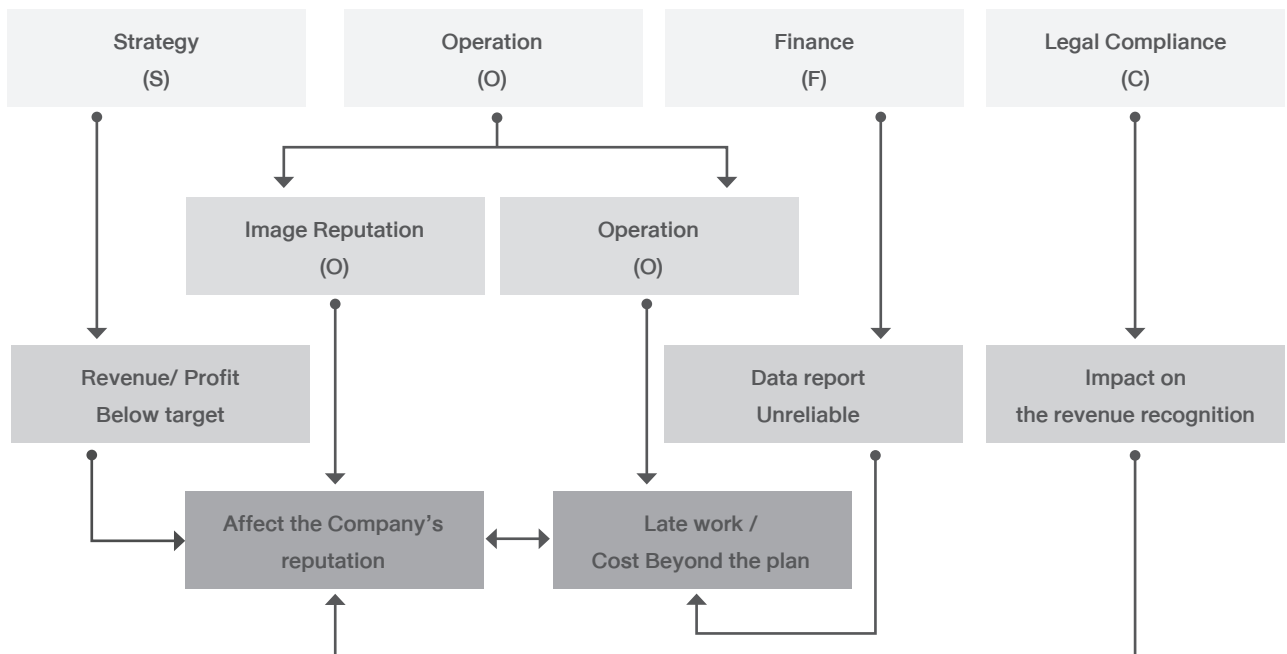 Strategy
(S)
Operation
(O)
Finance
(F)
Legal Compliance
(C)
Image Reputation
(O)
Operation
(O)
Revenue/ Profit
Below target
Data report
Unreliable
Impact on
the revenue recognition
Affect the Company’s
reputation
Late work /
Cost Beyond the plan